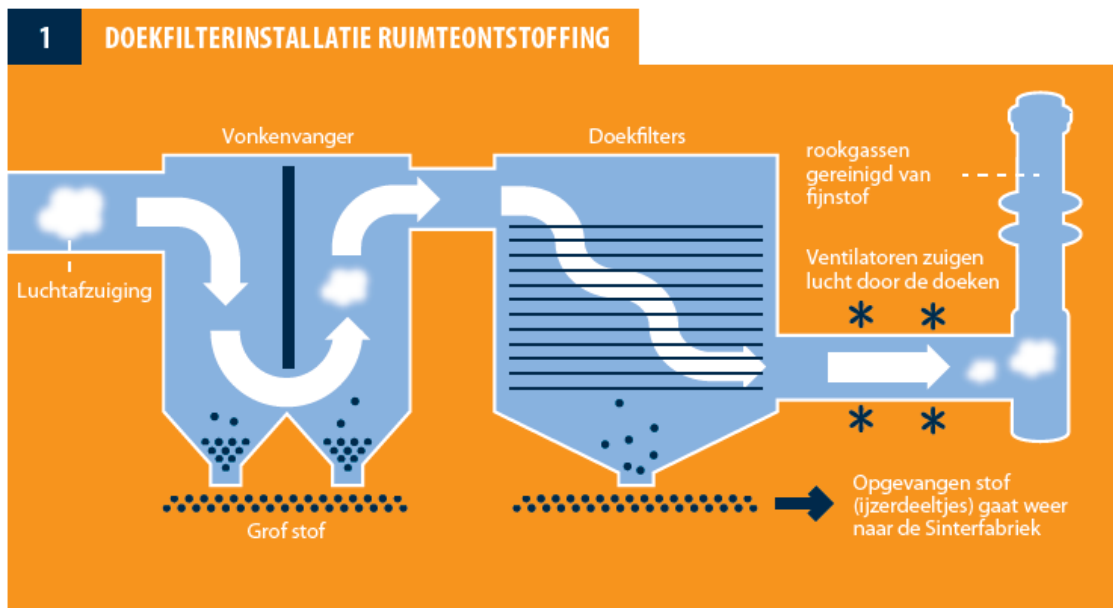 1
DOEKFILTERINSTALLATIE RUIMTEONTSTOFFING
Vonkenvanger
Doekfilters
rookgassen
gereinigd van
fijnstof
Luchtafzuiging
Ventilatoren zuigen
lucht door de doeken
Grof stof
Opgevangen stof
(ijzerdeeltjes) gaat weer
naar de Sinterfabriek